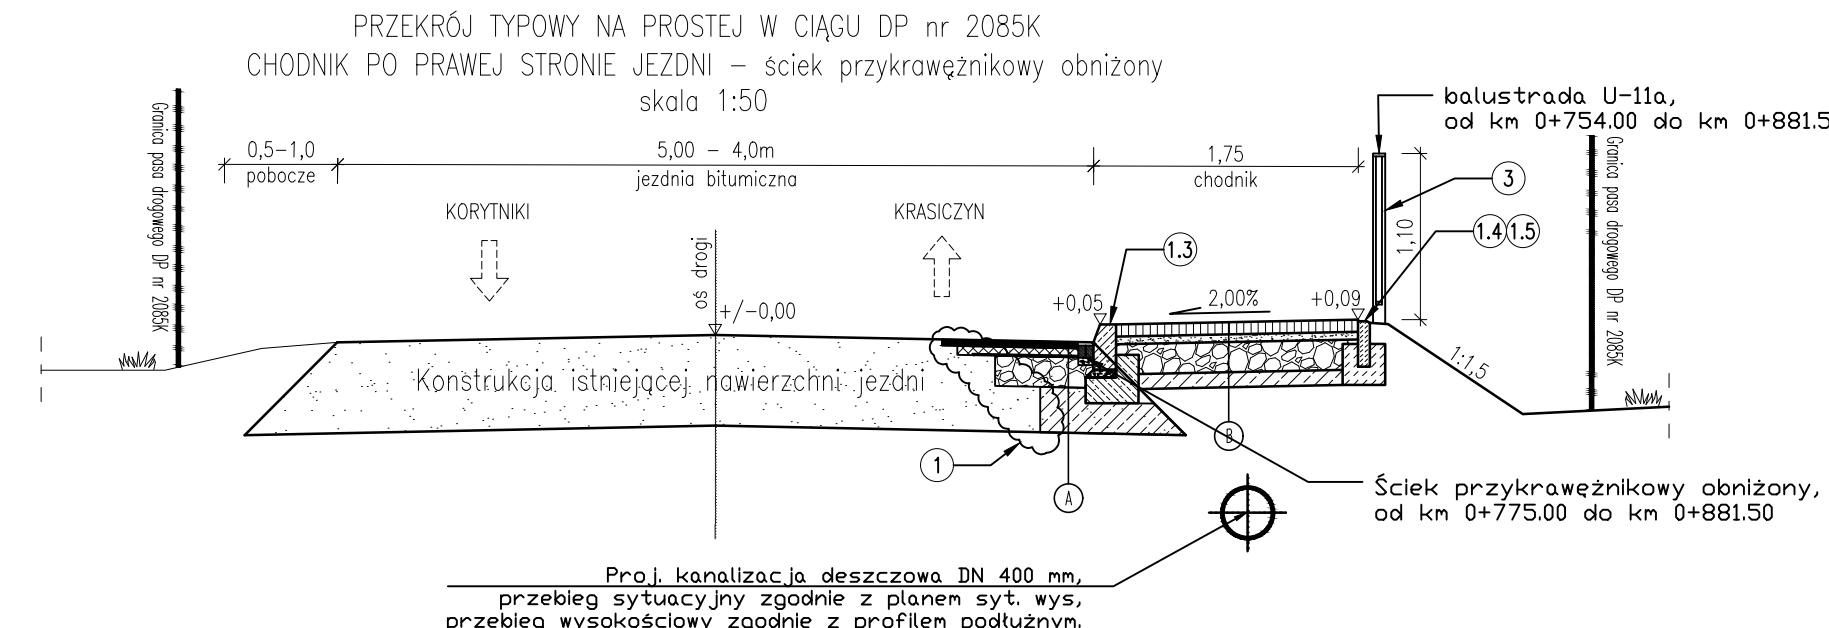 PRZEKRÓJ TYPOWY NA PROSTEJ W CIĄGU DP nr 2085K
CHODNIK PO PRAWEJ STRONIE JEZDNI – ściek przykrawężnikowy obniżony
skala 1:50
balustrada U-11a,
od km 0+754.00 do km 0+881.5
Granica pasa drogowego DP nr 2085K
0,5-1,0
pobocze
5,00 - 4,0m
jezdnia bitumiczna
1,75
chodnik
Granica pasa drogowego DP nr 2085K
3
KORYTNIKI
KRASICZYN
1,10
1.4
1.5
1.3
oś drogi
+/-0,00
+0,05
2,00%
+0,09
1:1,5
Konstrukcja istniejącej nawierzchni jezdni
1
A
B
Ściek przykrawężnikowy obniżony,
od km 0+775.00 do km 0+881.50
Proj. kanalizacja deszczowa DN 400 mm,
przebieg sytuacyjny zgodnie z planem syt. wys,
przebieg wysokościowy zgodnie z profilem podłużnym.